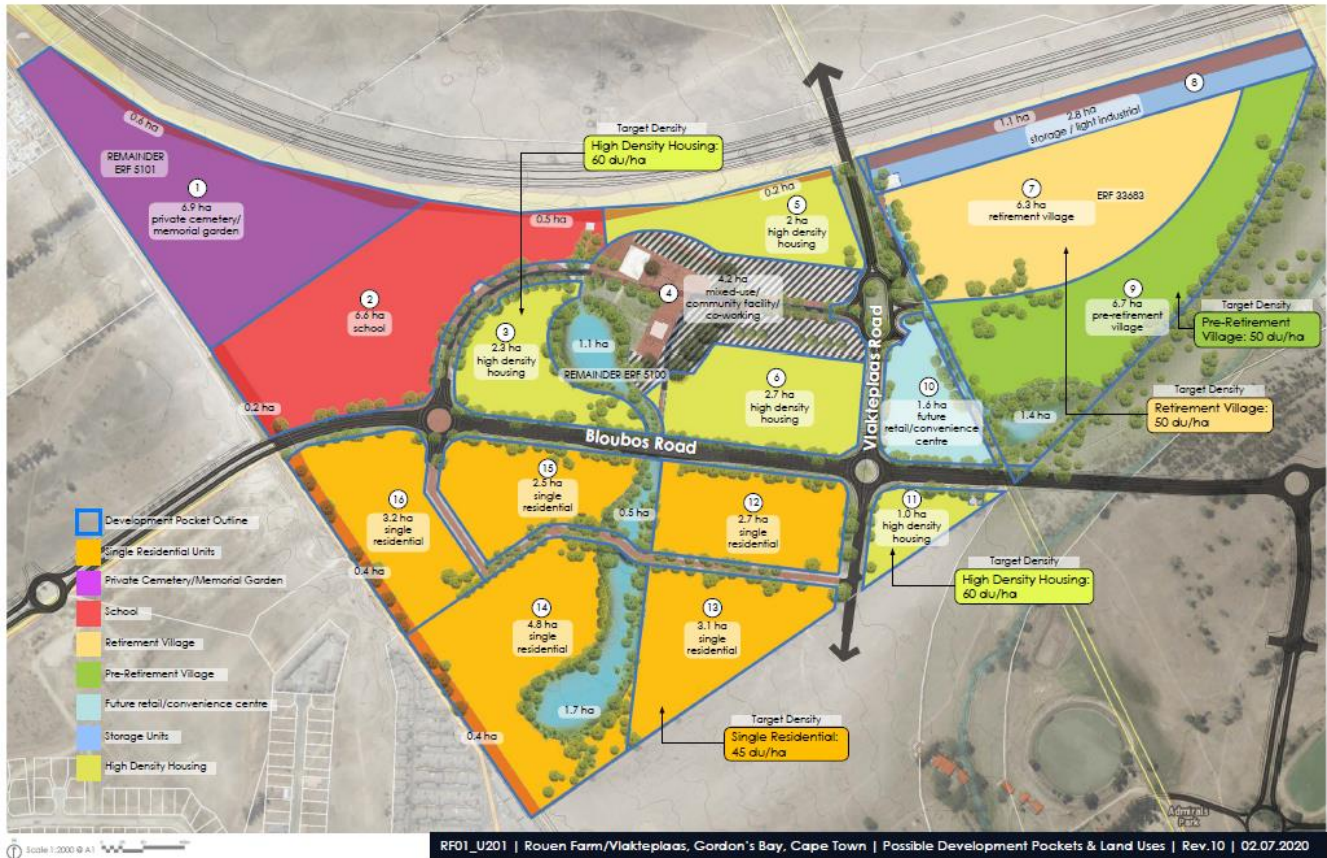 0.6 ha
REMAINDER
ERF 5101
1
6.9 ha
private cemetery/
memorial garden
Target Density
High Density Housing:
60 du/ha
0.5 ha
0.2 ha
2
6.6 ha
school
0.2 ha
3
2.3 ha
high density
housing
1.1 ha
REMAINDER ERF 5100
4
4.2 ha
mixed-use/
community facility/
co-working
5
2 ha
high density
housing
6
2.7 ha
high density
housing
Vlakteplaas Road
Bloubos Road
8
1.1 ha
2.8 ha
storage / light industrial
7
6.3 ha
retirement village
ERF 33683
9
6.7 ha
pre-retirement
village
Target Density
Pre-Retirement
Village: 50 du/ha
Target Density
Retirement Village:
50 du/ha
10
1.6 ha
future
retail/convenience
centre
1.4 ha
11
1.0 ha
high density
housing
Target Density
High Density Housing:
60 du/ha
15
2.5 ha
single
residential
16
3.2 ha
single
residential
0.5 ha
12
2.7 ha
single
residential
0.4 ha
14
4.8 ha
single
residential
13
3.1 ha
single
residential
1.7 ha
0.4 ha
Target Density
Single Residential:
45 du/ha
Development Pocket Outline
Single Residential Units
Private Cemetery/Memorial Garden
School
Retirement Village
Pre-Retirement Village
Future retail/convenience centre
Storage Units
High Density Housing
Admirals
Park
Scale 1:2000 @ A1
RF01_U201 | Rouen Farm/Vlakteplaas, Gordon's Bay, Cape Town | Possible Development Pockets & Land Uses | Rev.10 | 02.07.2020